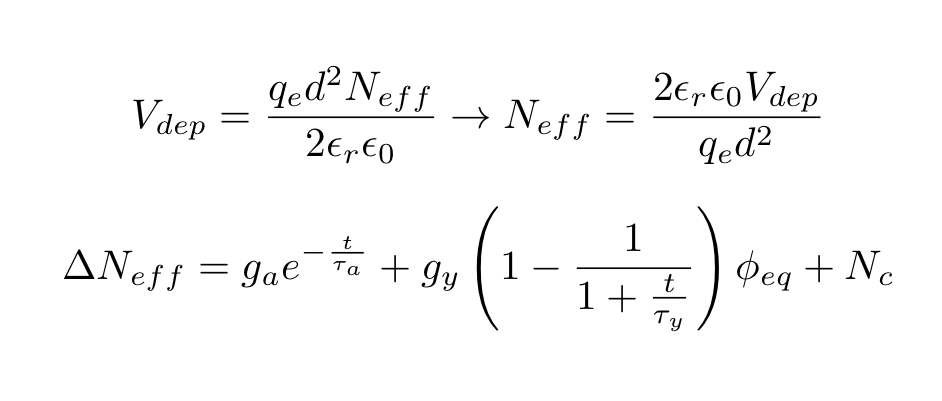 $V_{dep} = \frac{q_e d^2 N_{eff}}{2\epsilon_r \epsilon_0} \rightarrow N_{eff} = \frac{2\epsilon_r \epsilon_0 V_{dep}}{q_e d^2}$
$\Delta N_{eff} = g_a e^{-\frac{t}{\tau_a}} + g_y \left( 1 - \frac{1}{1 + \frac{t}{\tau_y}} \right) \phi_{eq} + N_c$